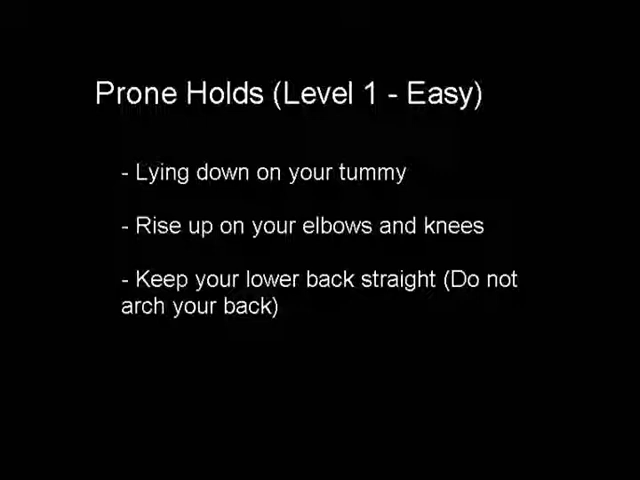 Prone Holds (Level 1 - Easy)
- Lying down on your tummy
- Rise up on your elbows and knees
- Keep your lower back straight (Do not
arch your back)